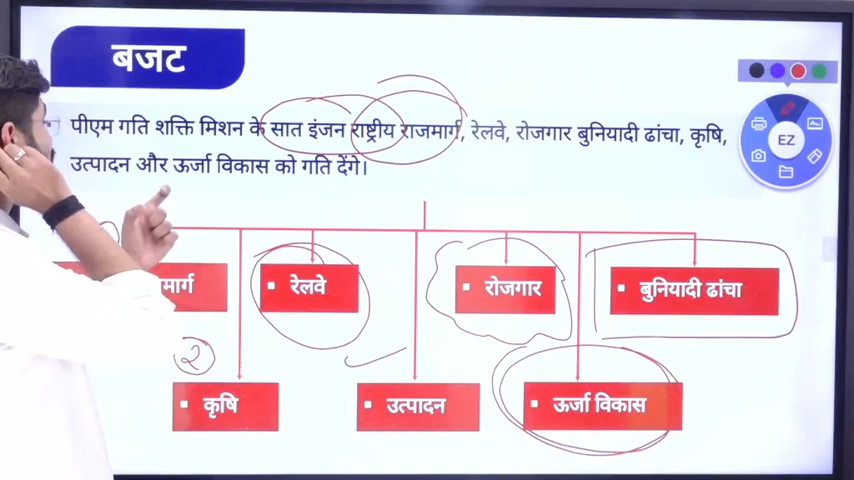 बजट
पीएम गति शक्ति मिशन के सात इंजन राष्ट्रीय राजमार्ग, रेलवे, रोजगार बुनियादी ढांचा, कृषि,
उत्पादन और ऊर्जा विकास को गति देंगे।
EZ
मार्ग
रेलवे
रोजगार
बुनियादी ढांचा
२
कृषि
उत्पादन
ऊर्जा विकास